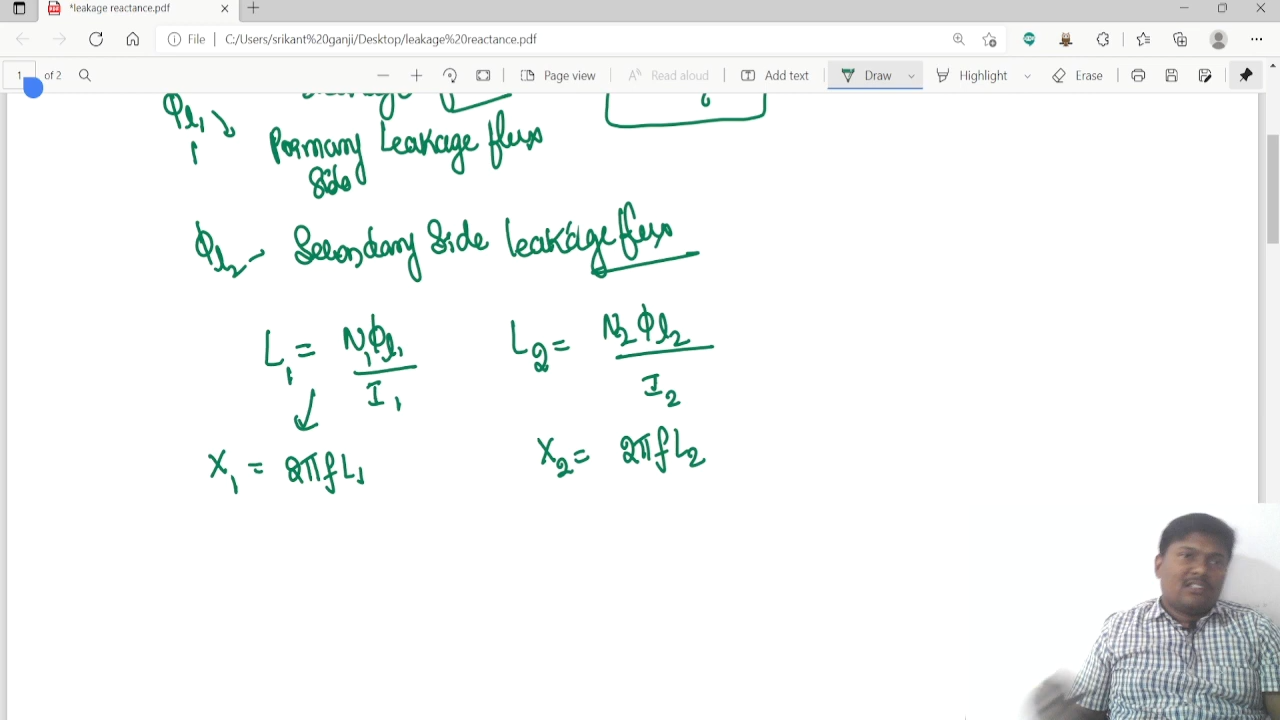 *leakage reactance.pdf
File C:/Users/srikant%20ganji/Desktop/leakage%20reactance.pdf
1 of 2 Page view Read aloud Add text Draw Highlight Erase
Φl1
Primary Leakage flux
Side
Φl2 - Secondary Side leakage flux
L1 = N1Φl1 / I1 L2 = N2Φl2 / I2
X1 = 2πfL1 X2 = 2πfL2